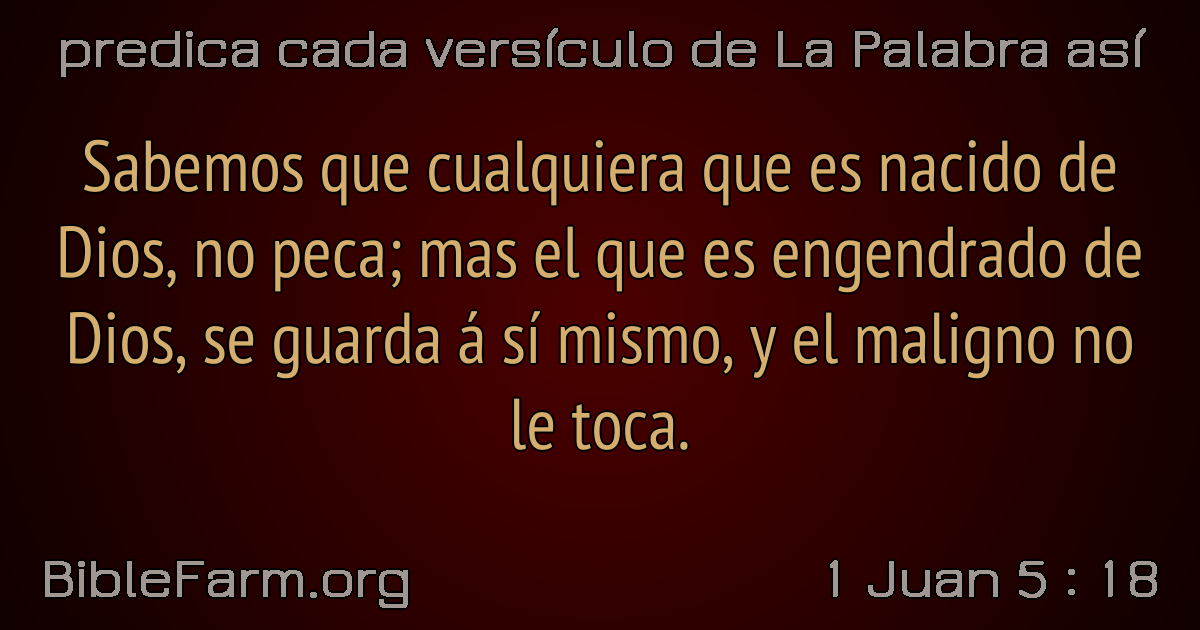 predica cada versículo de La Palabra así
Sabemos que cualquiera que es nacido de
Dios, no peca; mas el que es engendrado de
Dios, se guarda á sí mismo, y el maligno no
le toca.
BibleFarm.org
1 Juan 5 : 18